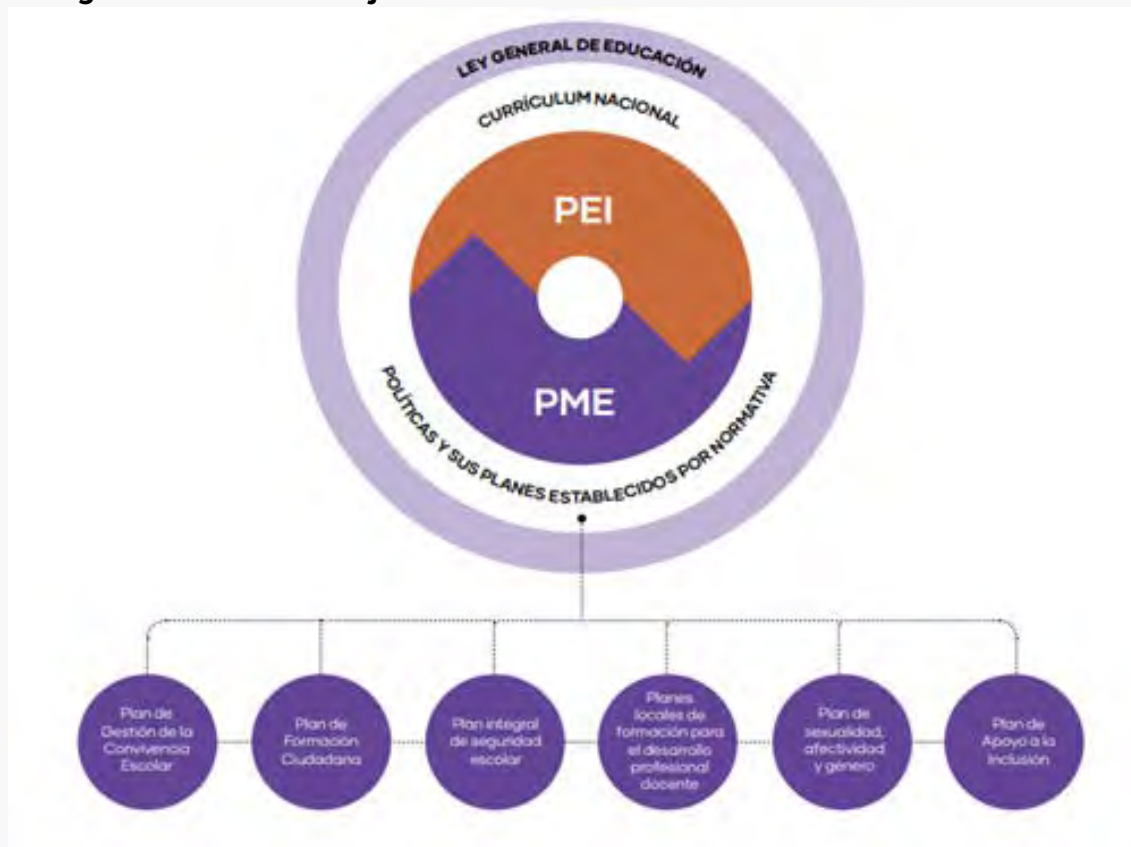 LEY GENERAL DE EDUCACIÓN
CURRÍCULUM NACIONAL
PEI
PME
POLÍTICAS Y SUS PLANES ESTABLECIDOS POR NORMATIVA
Plan de
Gestión de la
Convivencia
Escolar
Plan de
Formación
Ciudadana
Plan integral
de seguridad
escolar
Planes
locales de
formación para
el desarrollo
profesional
docente
Plan de
sexualidad,
afectividad
y género
Plan de
Apoyo a la
Inclusión